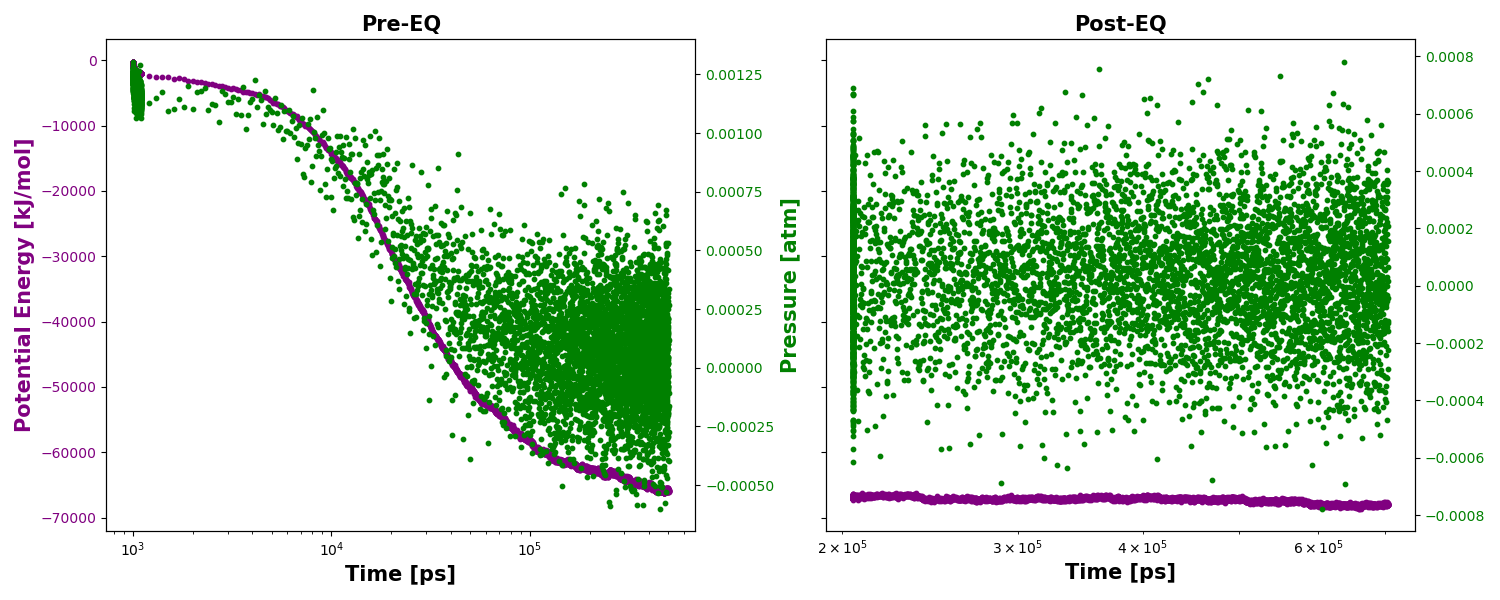 Pre-EQ
Post-EQ
Potential Energy [kJ/mol]
0
−10000
−20000
−30000
−40000
−50000
−60000
−70000
0.00125
0.00100
0.00075
0.00050
0.00025
0.00000
−0.00025
−0.00050
Pressure [atm]
0.0008
0.0006
0.0004
0.0002
0.0000
−0.0002
−0.0004
−0.0006
−0.0008
10³
10⁴
10⁵
2 × 10⁵
3 × 10⁵
4 × 10⁵
6 × 10⁵
Time [ps]
Time [ps]